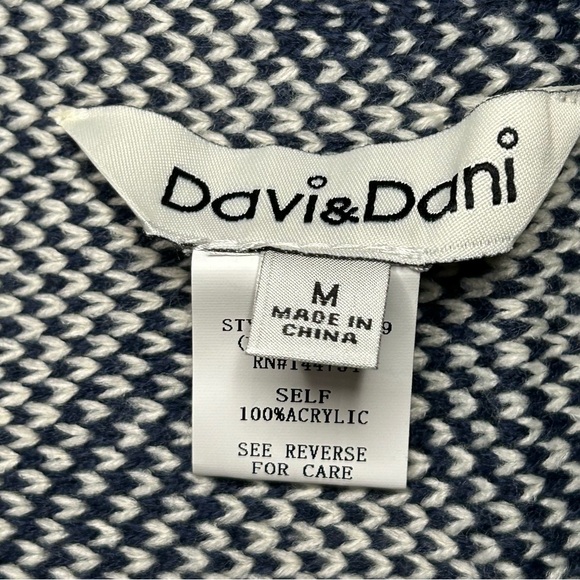 Davi&Dani
M
MADE IN
CHINA
SELF
100%ACRYLIC
SEE REVERSE
FOR CARE